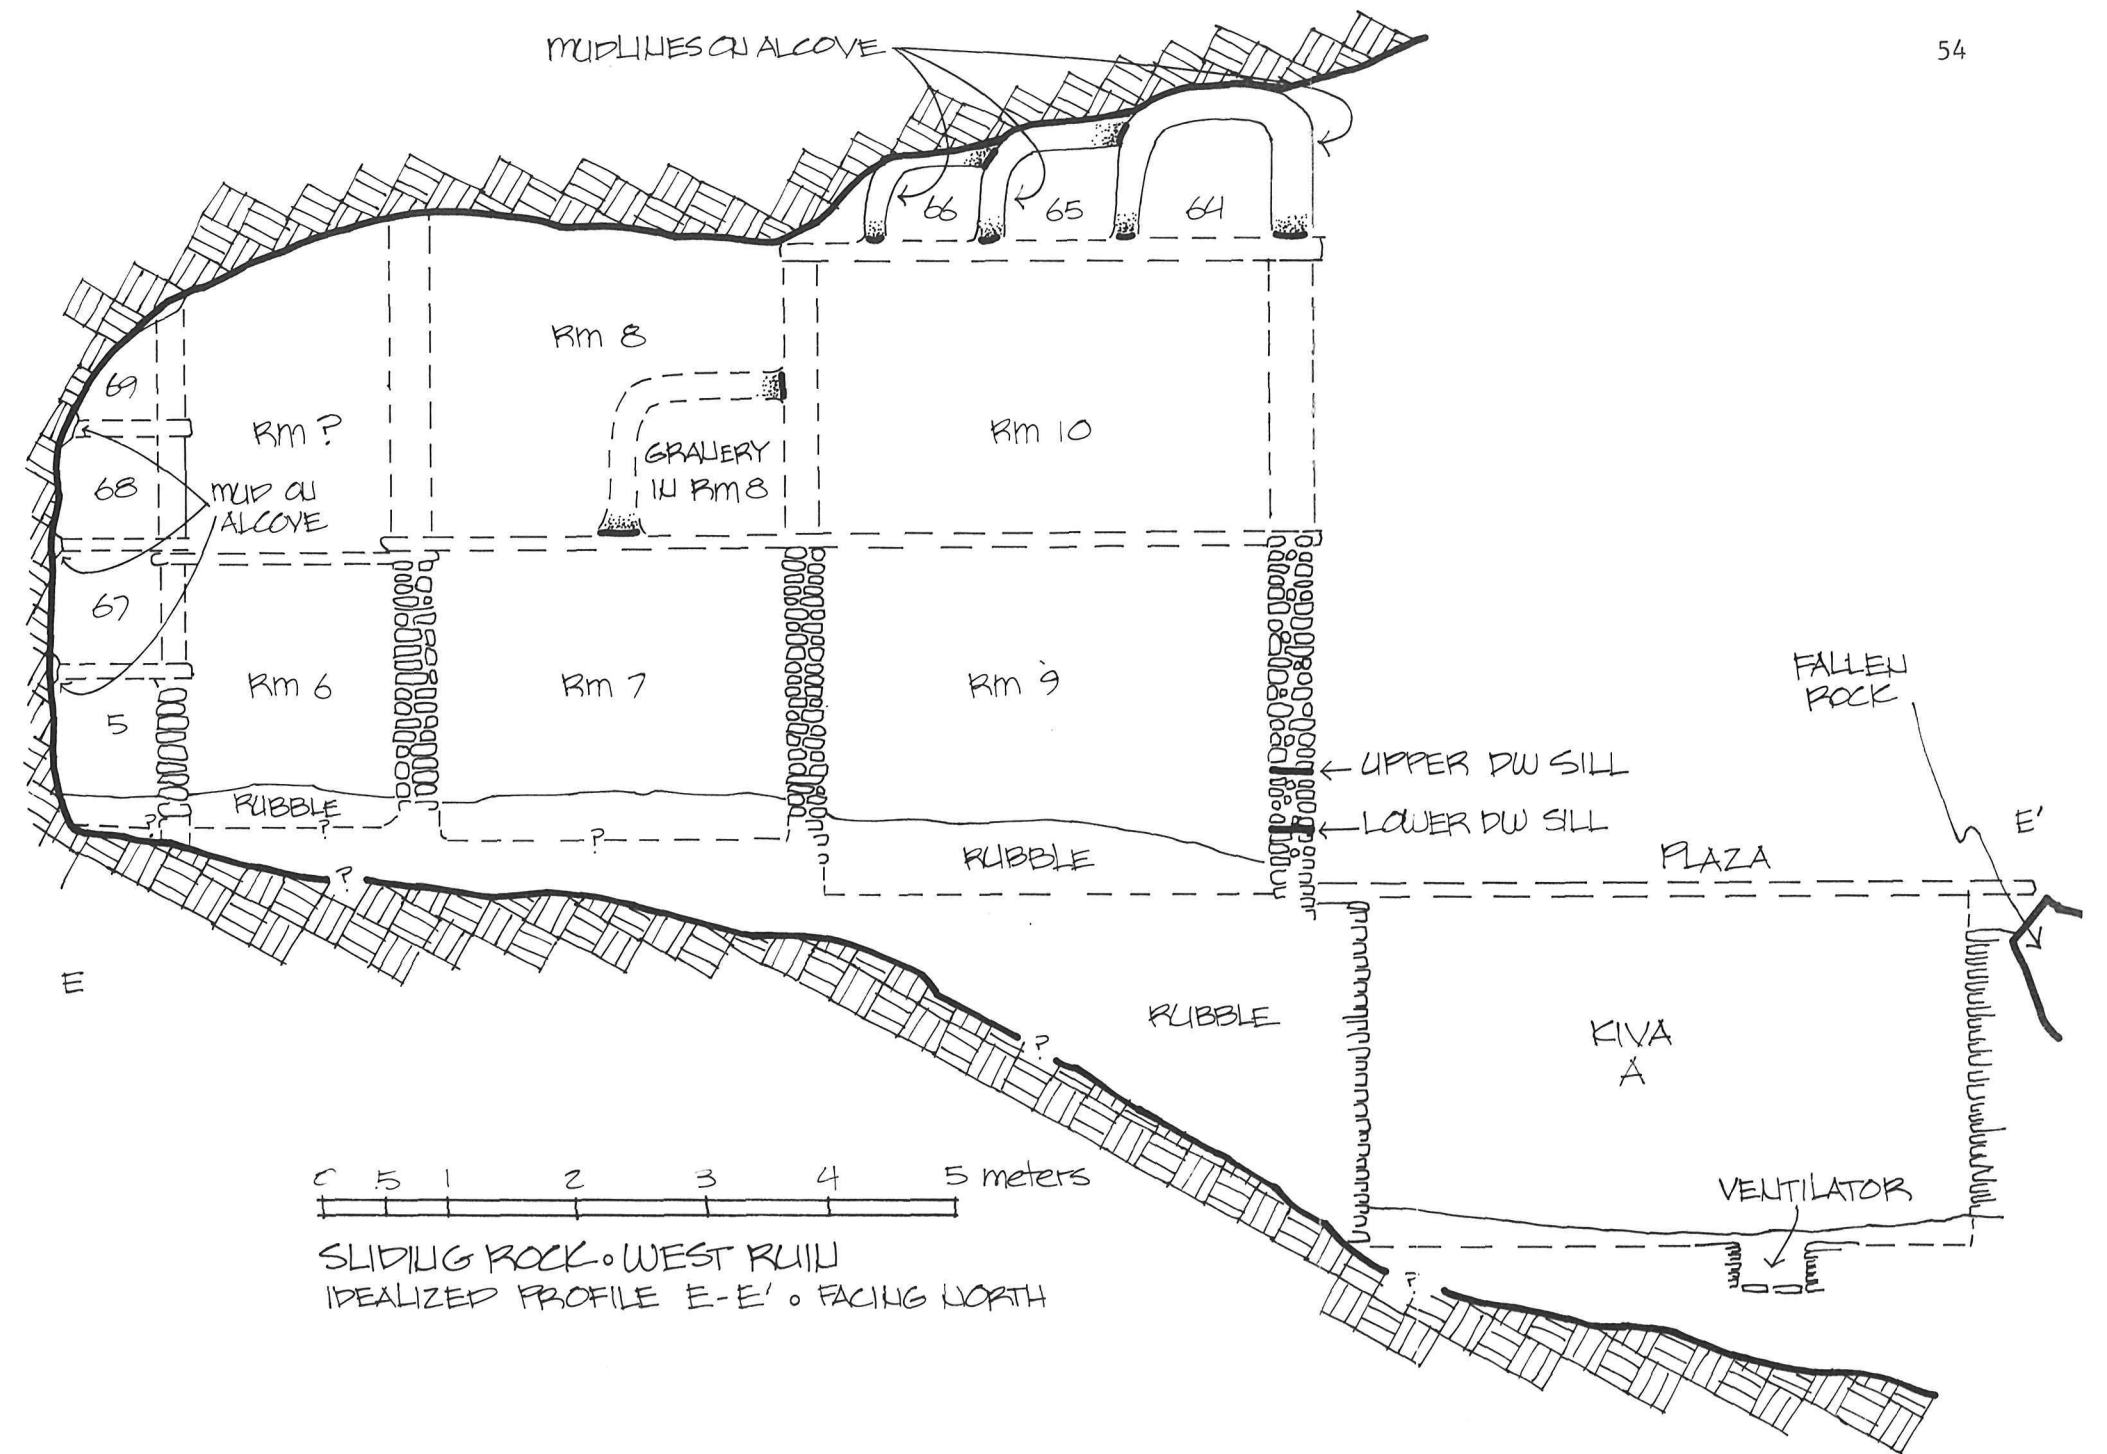 54
MUDLINES ON ALCOVE
66
65
64
Rm 8
69
Rm ?
Rm 10
GRANERY
IN Rm 8
68
MUD ON
ALCOVE
67
Rm 6
Rm 7
Rm 9
FALLEN
ROCK
5
UPPER DW SILL
RUBBLE
LOWER DW SILL
E'
?
?
?
?
RUBBLE
PLAZA
?
E
RUBBLE
KIVA
A
?
0 .5 1 2 3 4 5 meters
VENTILATOR
SLIDING ROCK • WEST RUIN
IDEALIZED PROFILE E-E' • FACING NORTH
?